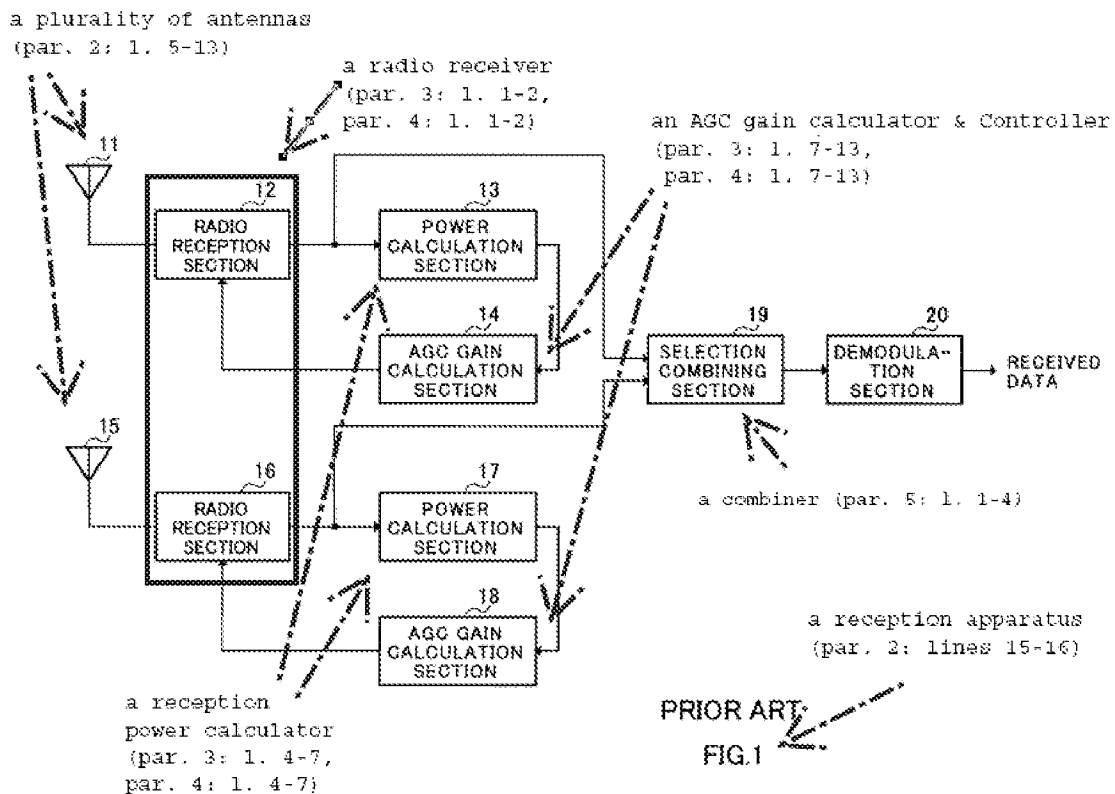 a plurality of antennas
(par. 2: l. 5-13)
a radio receiver
(par. 3: l. 1-2,
par. 4: l. 1-2)
an AGC gain calculator & Controller
(par. 3: l. 7-13,
par. 4: l. 7-13)
11
12
RADIO
RECEPTION
SECTION
13
POWER
CALCULATION
SECTION
14
AGC GAIN
CALCULATION
SECTION
19
SELECTION
COMBINING
SECTION
20
DEMODULA-
TION
SECTION
RECEIVED
DATA
15
16
RADIO
RECEPTION
SECTION
17
POWER
CALCULATION
SECTION
a combiner (par. 5: l. 1-4)
18
AGC GAIN
CALCULATION
SECTION
a reception apparatus
(par. 2: lines 15-16)
a reception
power calculator
(par. 3: l. 4-7,
par. 4: l. 4-7)
PRIOR ART
FIG.1